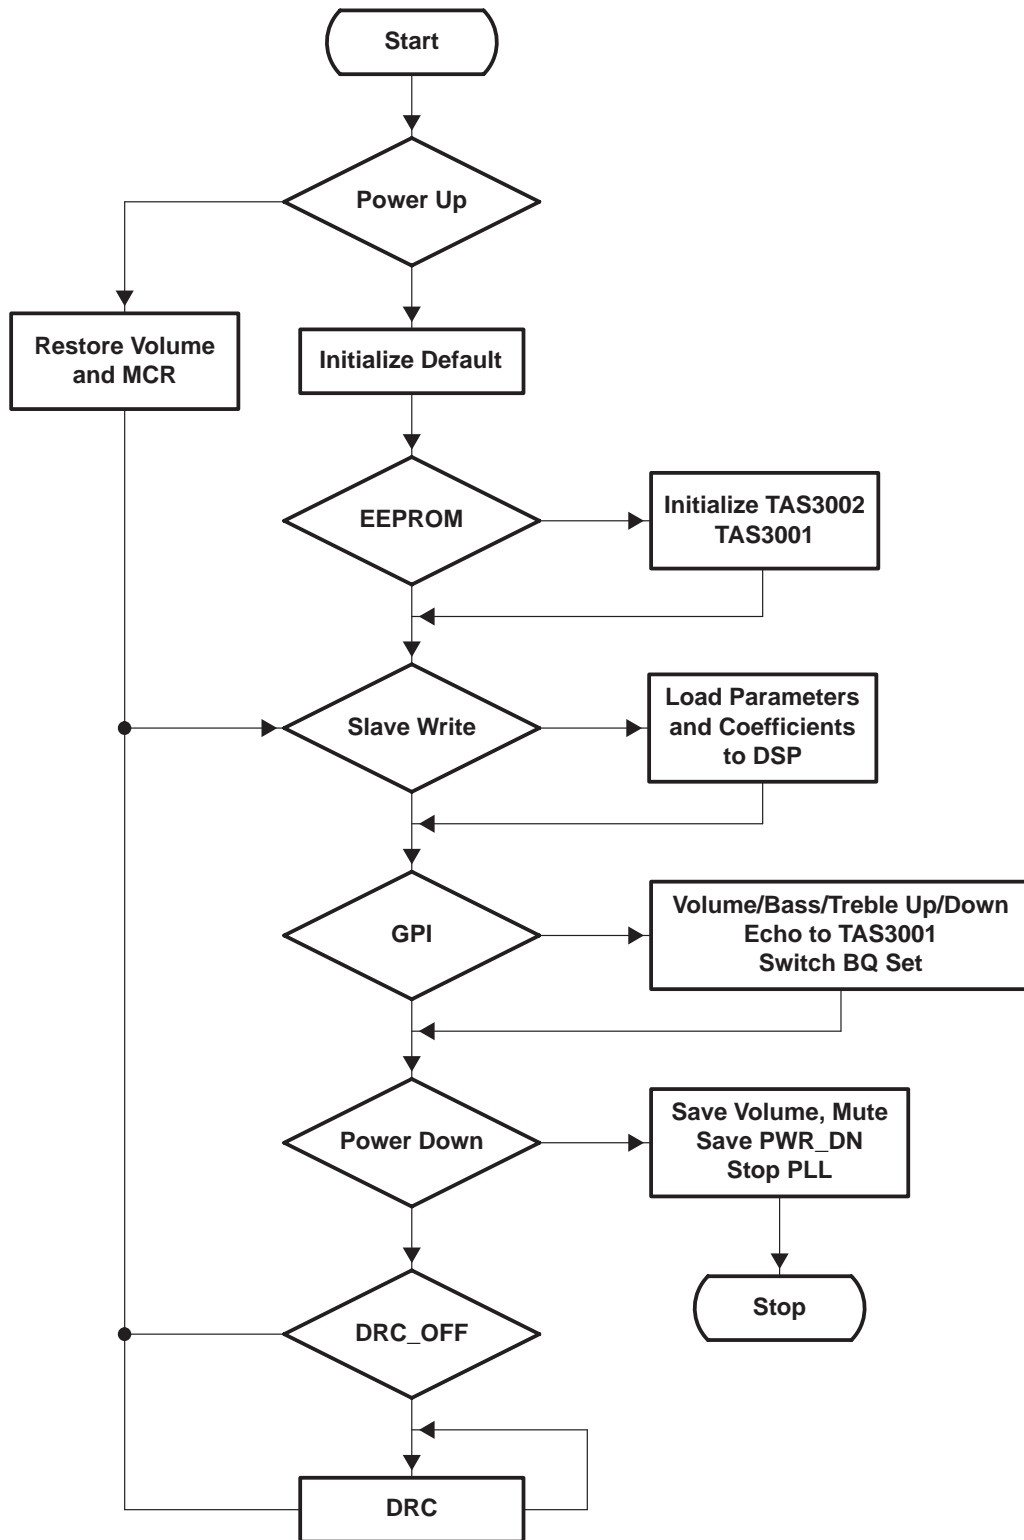 Start
Power Up
Restore Volume
and MCR
Initialize Default
EEPROM
Initialize TAS3002
TAS3001
Slave Write
Load Parameters
and Coefficients
to DSP
GPI
Volume/Bass/Treble Up/Down
Echo to TAS3001
Switch BQ Set
Power Down
Save Volume, Mute
Save PWR_DN
Stop PLL
Stop
DRC_OFF
DRC